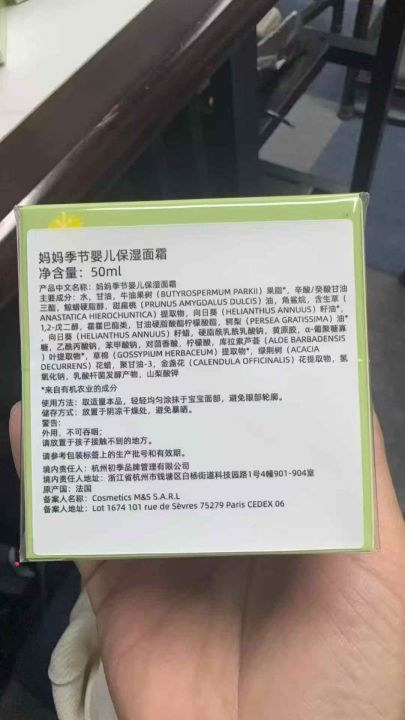 妈妈季节婴儿保湿面霜
净含量：50ml
产品中文名称：妈妈季节婴儿保湿面霜
主要成分：水，甘油，牛油果树（BUTYROSPERMUM PARKII）果脂*，辛酸/癸酸甘油
三酯，鲸蜡硬脂醇，甜扁桃（PRUNUS AMYGDALUS DULCIS）油，角鲨烷，含生草（
ANASTATICA HIEROCHUNTICA）提取物，向日葵（HELIANTHUS ANNUUS）籽油*，
1,2-戊二醇，霍霍巴酯类，甘油硬脂酸酯柠檬酸酯，鳄梨（PERSEA GRATISSIMA）油*
，向日葵（HELIANTHUS ANNUUS）籽蜡，硬脂酰乳酰乳酸钠，黄原胶，α-葡聚糖寡
糖，乙酰丙酸钠，苯甲酸钠，对茴香酸，柠檬酸，库拉索芦荟（ALOE BARBADENSIS
）叶提取物*，草棉（GOSSYPIUM HERBACEUM）提取物*，绿荆树（ACACIA
DECURRENS）花蜡，聚甘油-3，金盏花（CALENDULA OFFICINALIS）花提取物，氢
氧化钠，乳酸杆菌发酵产物，山梨酸钾
*来自有机农业的成分
使用方法：取适量本品，轻轻均匀涂抹于宝宝面部，避免眼部轮廓。
储存方式：放置于阴凉干燥处，避免暴晒。
警告：
外用，不可吞咽；
请放置于孩子接触不到的地方。
请参考包装标签上的生产批号和有效期。
境内责任人：杭州初季品牌管理有限公司
境内责任人地址：浙江省杭州市钱塘区白杨街道科技园路1号4幢901-904室
原产国：法国
备案人名称：Cosmetics M&S S.A.R.L
备案人地址：Lot 1674 101 rue de Sèvres 75279 Paris CEDEX 06